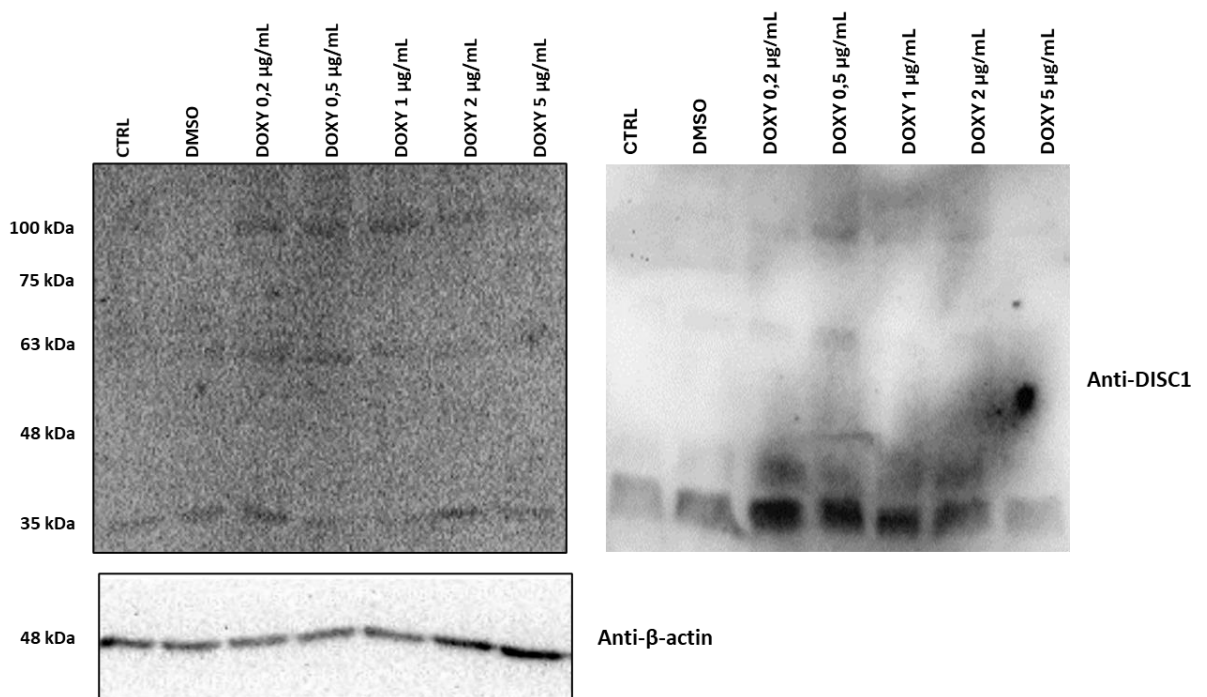 CTRL
DMSO
DOXY 0,2 µg/mL
DOXY 0,5 µg/mL
DOXY 1 µg/mL
DOXY 2 µg/mL
DOXY 5 µg/mL
CTRL
DMSO
DOXY 0,2 µg/mL
DOXY 0,5 µg/mL
DOXY 1 µg/mL
DOXY 2 µg/mL
DOXY 5 µg/mL
100 kDa
75 kDa
63 kDa
48 kDa
35 kDa
Anti-DISC1
48 kDa
Anti-β-actin